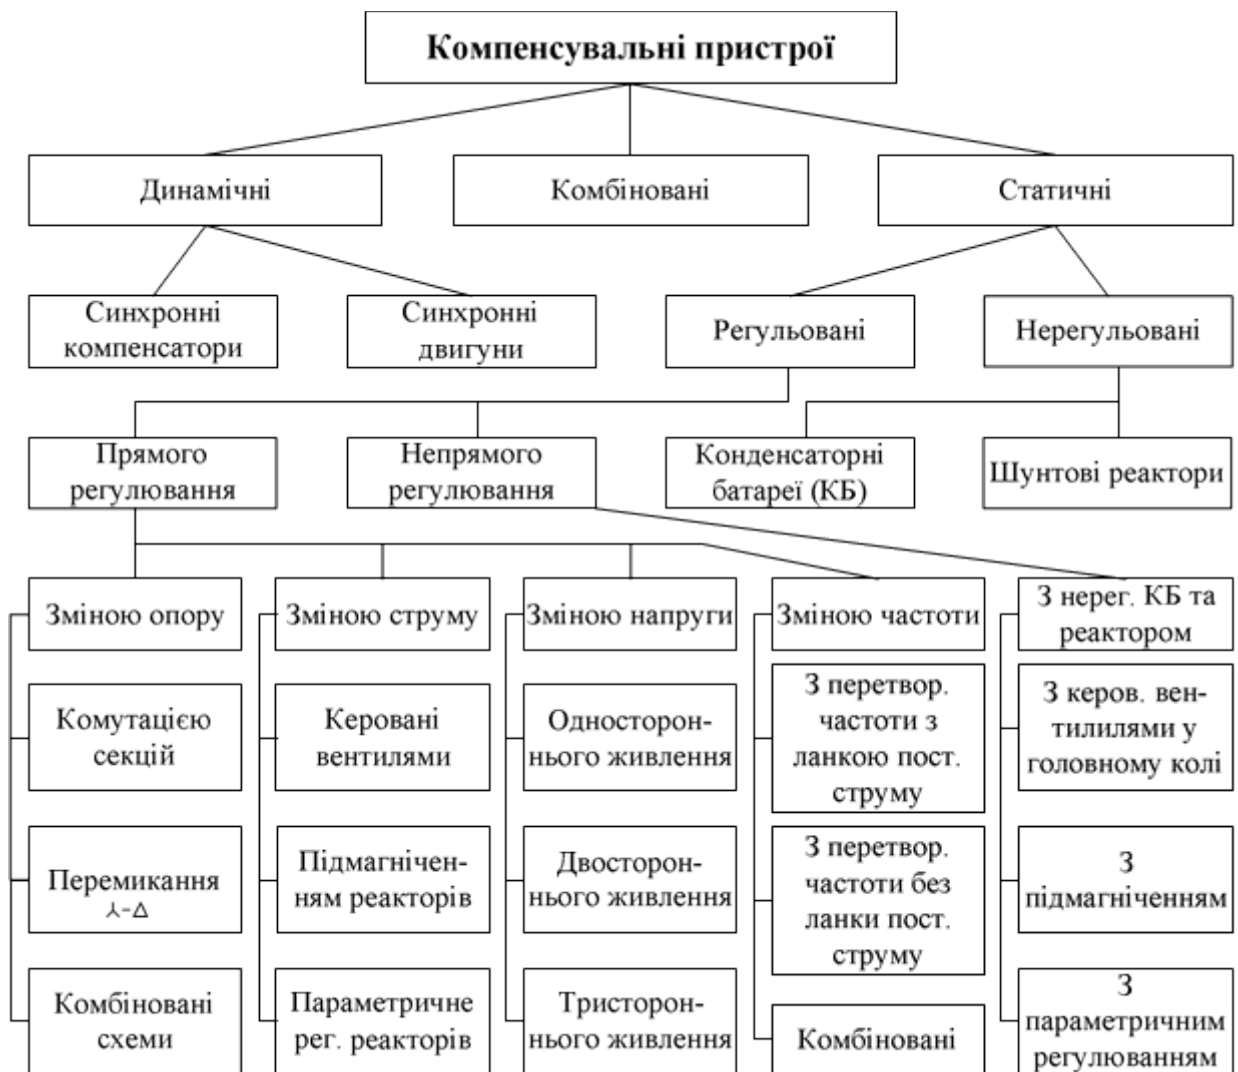 Компенсувальні пристрої
Динамічні
Комбіновані
Статичні
Синхронні
компенсатори
Синхронні
двигуни
Регульовані
Нерегульовані
Прямого
регулювання
Непрямого
регулювання
Конденсаторні
батареї (КБ)
Шунтові реактори
Зміною опору
Зміною струму
Зміною напруги
Зміною частоти
З нерег. КБ та
реактором
Комутацією
секцій
Керовані
вентилями
Односторон-
нього живлення
З перетвор.
частоти з
ланкою пост.
струму
З керов. вен-
тилилями у
головному колі
Перемикання
⅄-Δ
Підмагнічен-
ням реакторів
Двосторон-
нього живлення
З перетвор.
частоти без
ланки пост.
струму
З
підмагніченням
Комбіновані
схеми
Параметричне
рег. реакторів
Тристорон-
нього живлення
Комбіновані
З
параметричним
регулюванням